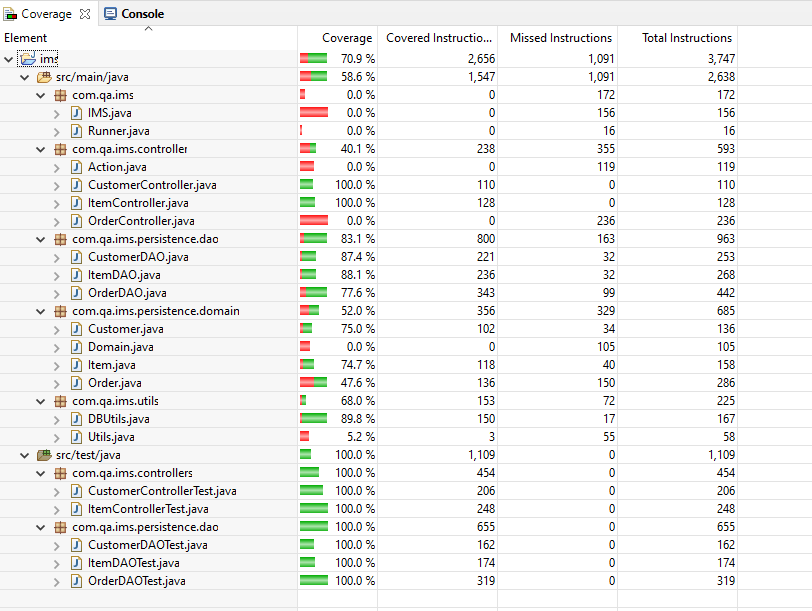 Coverage Console
Element Coverage Covered Instructio... Missed Instructions Total Instructions
ims 70.9 % 2,656 1,091 3,747
src/main/java 58.6 % 1,547 1,091 2,638
com.qa.ims 0.0 % 0 172 172
IMS.java 0.0 % 0 156 156
Runner.java 0.0 % 0 16 16
com.qa.ims.controller 40.1 % 238 355 593
Action.java 0.0 % 0 119 119
CustomerController.java 100.0 % 110 0 110
ItemController.java 100.0 % 128 0 128
OrderController.java 0.0 % 0 236 236
com.qa.ims.persistence.dao 83.1 % 800 163 963
CustomerDAO.java 87.4 % 221 32 253
ItemDAO.java 88.1 % 236 32 268
OrderDAO.java 77.6 % 343 99 442
com.qa.ims.persistence.domain 52.0 % 356 329 685
Customer.java 75.0 % 102 34 136
Domain.java 0.0 % 0 105 105
Item.java 74.7 % 118 40 158
Order.java 47.6 % 136 150 286
com.qa.ims.utils 68.0 % 153 72 225
DBUtils.java 89.8 % 150 17 167
Utils.java 5.2 % 3 55 58
src/test/java 100.0 % 1,109 0 1,109
com.qa.ims.controllers 100.0 % 454 0 454
CustomerControllerTest.java 100.0 % 206 0 206
ItemControllerTest.java 100.0 % 248 0 248
com.qa.ims.persistence.dao 100.0 % 655 0 655
CustomerDAOTest.java 100.0 % 162 0 162
ItemDAOTest.java 100.0 % 174 0 174
OrderDAOTest.java 100.0 % 319 0 319